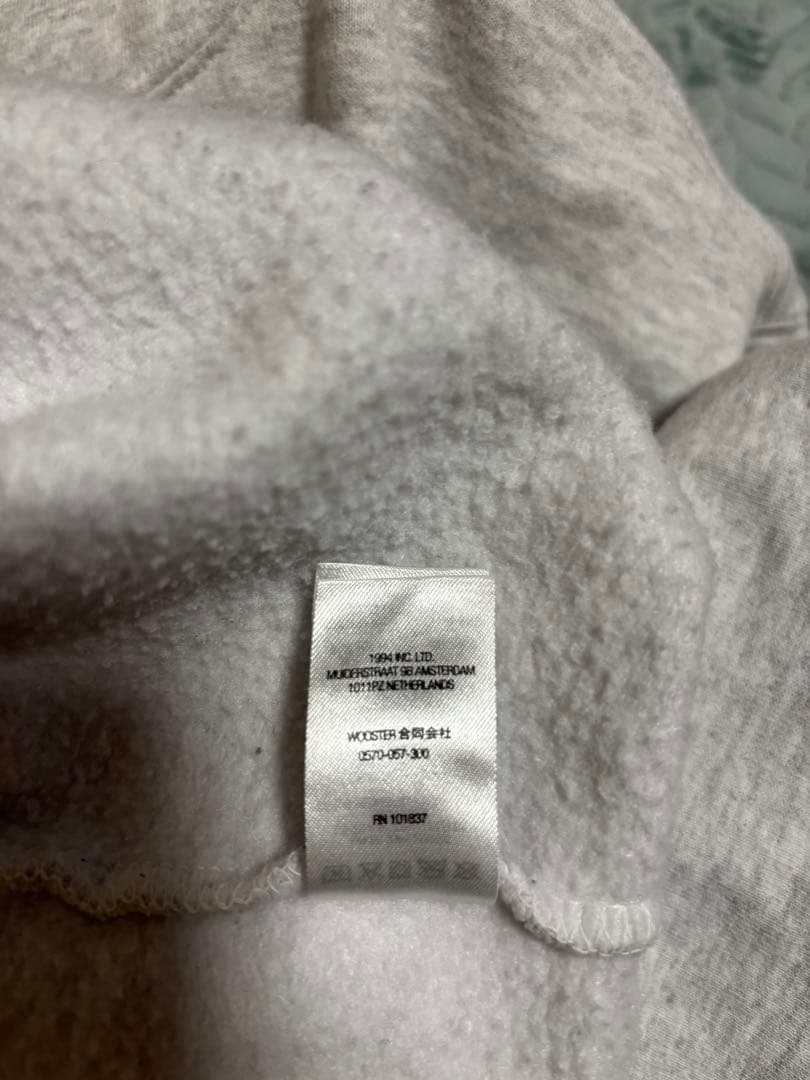 1994 INC. LTD.
MUIDERSTRAAT 9B AMSTERDAM
1011PZ NETHERLANDS
WOOSTER 合同会社
0570-057-300
RN 101837